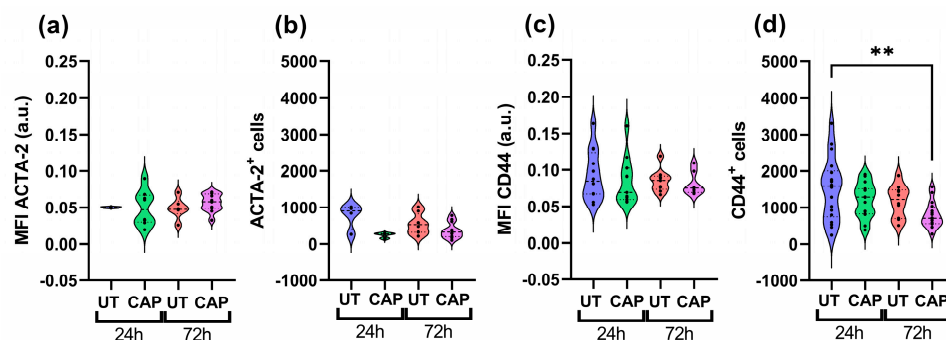 (a)
MFI ACTA-2 (a.u.)
0.25
0.20
0.15
0.10
0.05
0.00
-0.05
UT CAP UT CAP
24h 72h
(b)
ACTA-2+ cells
5000
4000
3000
2000
1000
0
-1000
UT CAP UT CAP
24h 72h
(c)
MFI CD44 (a.u.)
0.25
0.20
0.15
0.10
0.05
0.00
-0.05
UT CAP UT CAP
24h 72h
(d)
CD44+ cells
5000
4000
3000
2000
1000
0
-1000
**
UT CAP UT CAP
24h 72h